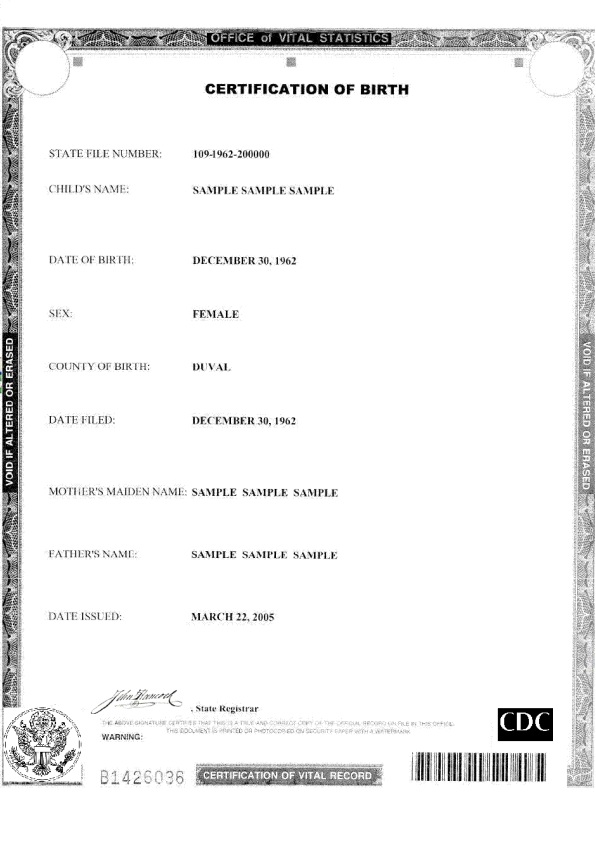 OFFICE of VITAL STATISTICS
CERTIFICATION OF BIRTH
STATE FILE NUMBER: 109-1962-200000
CHILD'S NAME: SAMPLE SAMPLE SAMPLE
DATE OF BIRTH: DECEMBER 30, 1962
SEX: FEMALE
COUNTY OF BIRTH: DUVAL
DATE FILED: DECEMBER 30, 1962
MOTHER'S MAIDEN NAME: SAMPLE SAMPLE SAMPLE
FATHER'S NAME: SAMPLE SAMPLE SAMPLE
DATE ISSUED: MARCH 22, 2005
VOID IF ALTERED OR ERASED
VOID IF ALTERED OR ERASED
John Hancock
, State Registrar
THE ABOVE SIGNATURE CERTIFIES THAT THIS IS A TRUE AND CORRECT COPY OF THE OFFICIAL RECORD ON FILE IN THIS OFFICE.
THIS DOCUMENT IS PRINTED OR PHOTOCOPIED ON SECURITY PAPER WITH A WATERMARK
WARNING:
CDC
B1426036
CERTIFICATION OF VITAL RECORD